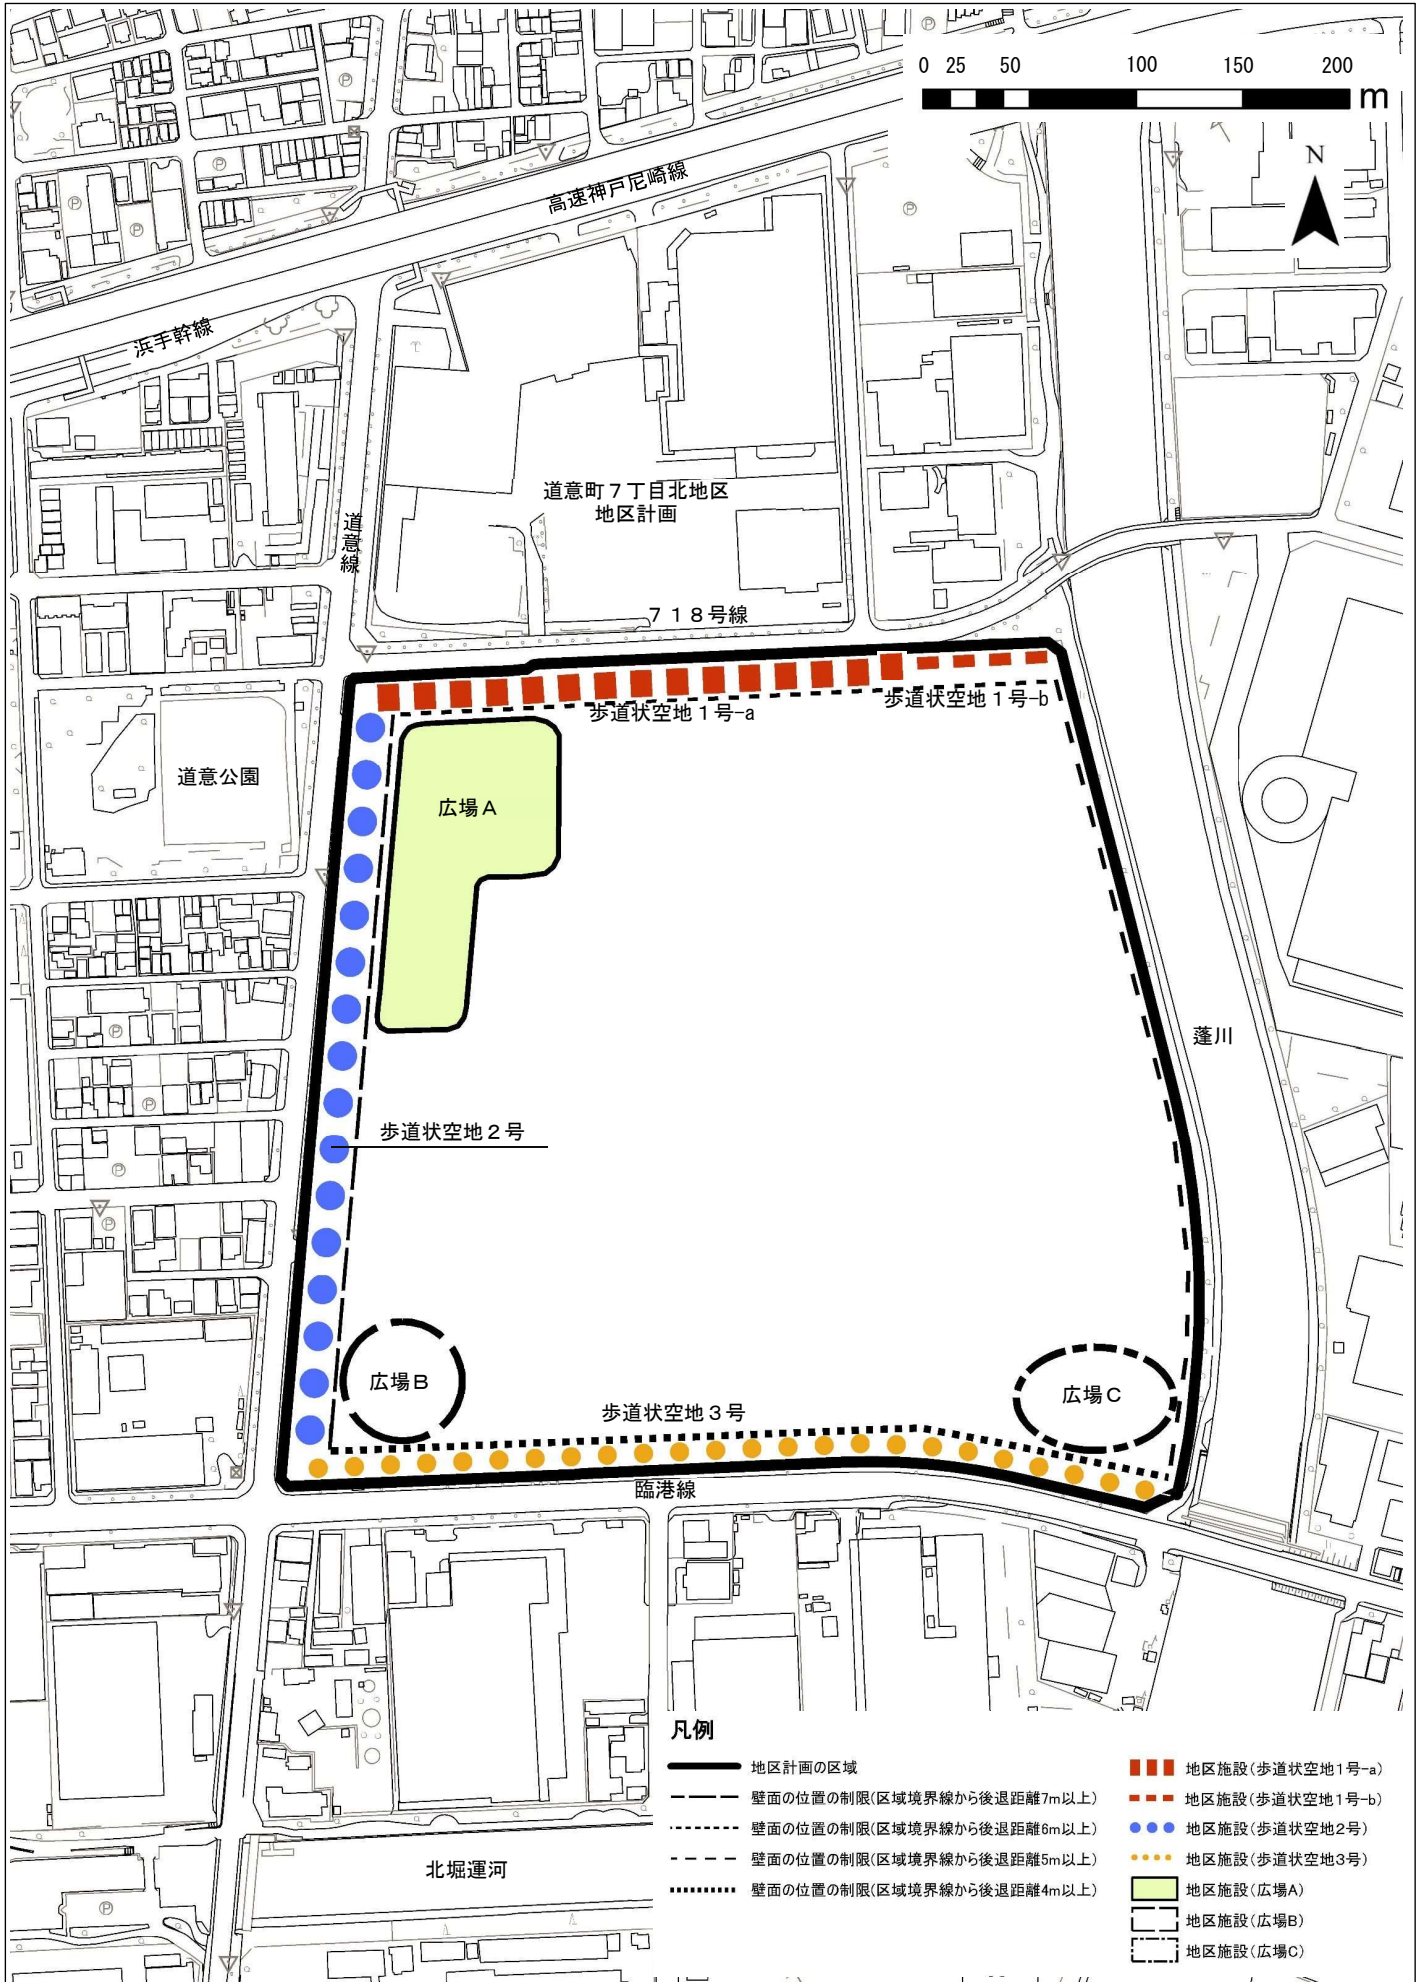 0 25 50 100 150 200
m
N
高速神戸尼崎線
浜手幹線
道意町7丁目北地区
地区計画
道意線
718号線
歩道状空地1号-a
歩道状空地1号-b
道意公園
広場A
蓬川
歩道状空地2号
広場B
広場C
歩道状空地3号
臨港線
北堀運河
凡例
地区計画の区域
壁面の位置の制限(区域境界線から後退距離7m以上)
壁面の位置の制限(区域境界線から後退距離6m以上)
壁面の位置の制限(区域境界線から後退距離5m以上)
壁面の位置の制限(区域境界線から後退距離4m以上)
地区施設(歩道状空地1号-a)
地区施設(歩道状空地1号-b)
地区施設(歩道状空地2号)
地区施設(歩道状空地3号)
地区施設(広場A)
地区施設(広場B)
地区施設(広場C)